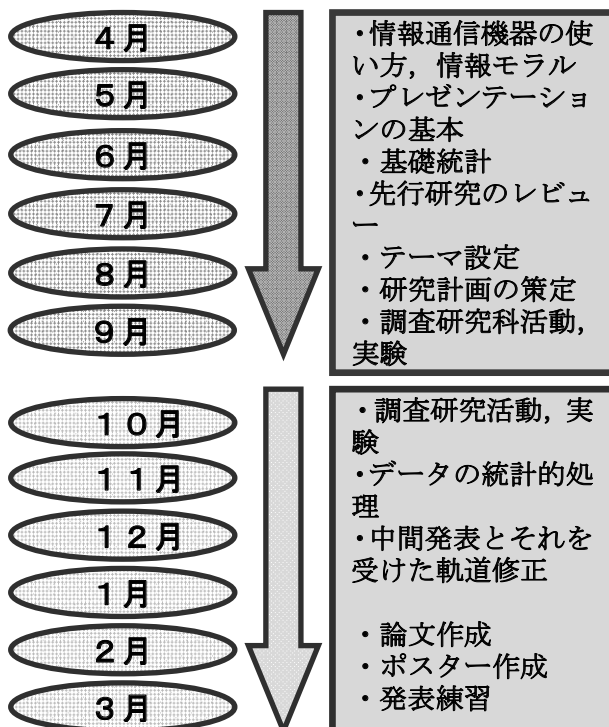 ４月
５月
６月
７月
８月
９月
・情報通信機器の使
い方，情報モラル
・プレゼンテーショ
ンの基本
・基礎統計
・先行研究のレビュ
ー
・テーマ設定
・研究計画の策定
・調査研究科活動，
実験
１０月
１１月
１２月
１月
２月
３月
・調査研究活動，実
験
・データの統計的処
理
・中間発表とそれを
受けた軌道修正
・論文作成
・ポスター作成
・発表練習